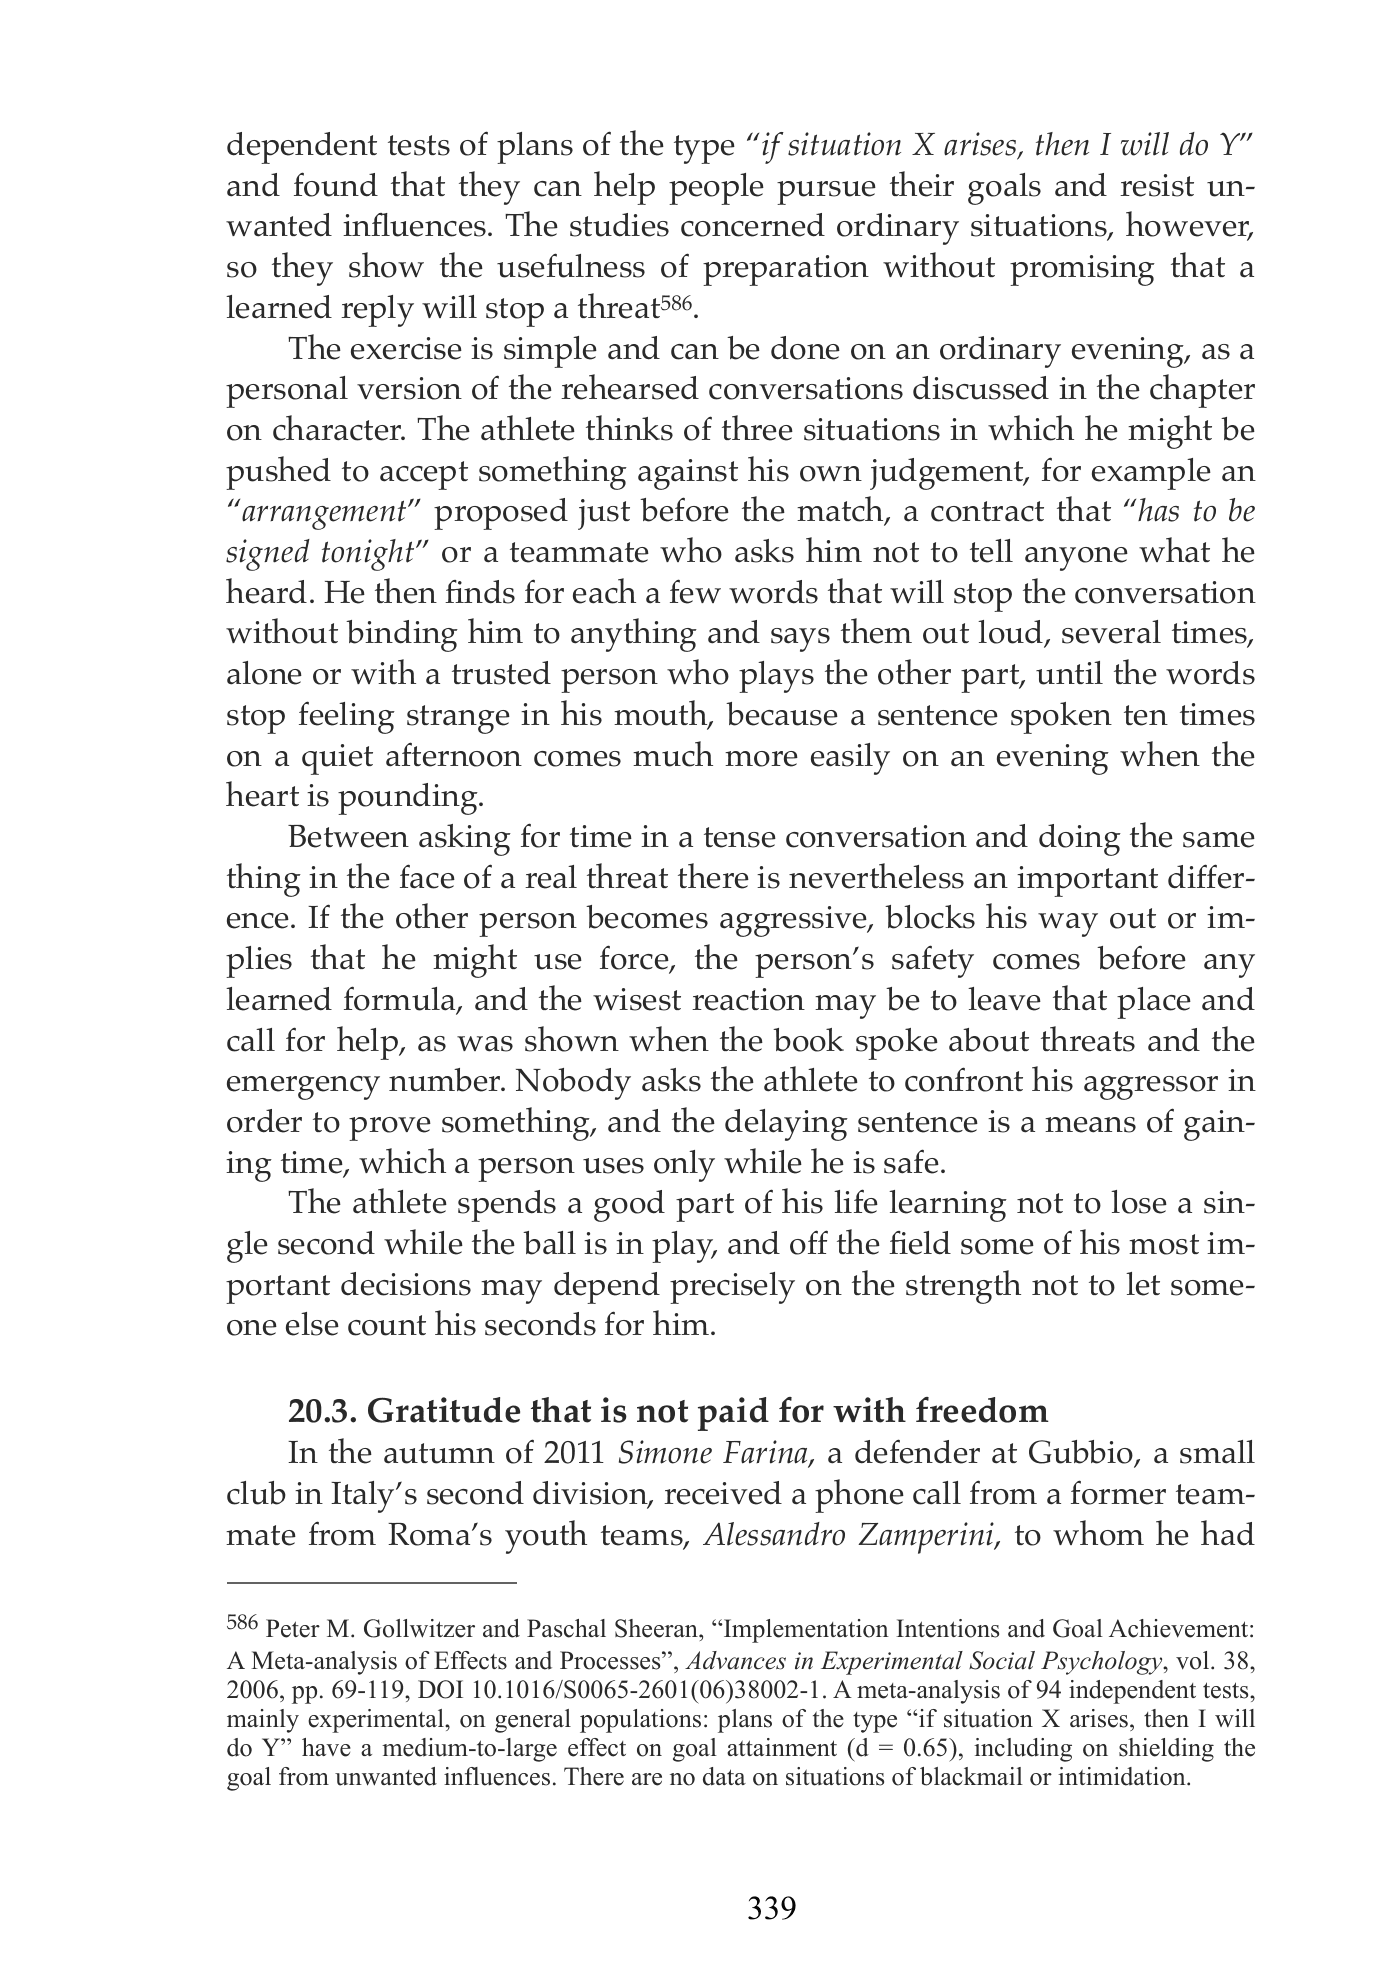 dependent tests of plans of the type “if situation X arises, then I will do Y”
and found that they can help people pursue their goals and resist un-
wanted influences. The studies concerned ordinary situations, however,
so they show the usefulness of preparation without promising that a
learned reply will stop a threat586.
The exercise is simple and can be done on an ordinary evening, as a
personal version of the rehearsed conversations discussed in the chapter
on character. The athlete thinks of three situations in which he might be
pushed to accept something against his own judgement, for example an
“arrangement” proposed just before the match, a contract that “has to be
signed tonight” or a teammate who asks him not to tell anyone what he
heard. He then finds for each a few words that will stop the conversation
without binding him to anything and says them out loud, several times,
alone or with a trusted person who plays the other part, until the words
stop feeling strange in his mouth, because a sentence spoken ten times
on a quiet afternoon comes much more easily on an evening when the
heart is pounding.
Between asking for time in a tense conversation and doing the same
thing in the face of a real threat there is nevertheless an important differ-
ence. If the other person becomes aggressive, blocks his way out or im-
plies that he might use force, the person’s safety comes before any
learned formula, and the wisest reaction may be to leave that place and
call for help, as was shown when the book spoke about threats and the
emergency number. Nobody asks the athlete to confront his aggressor in
order to prove something, and the delaying sentence is a means of gain-
ing time, which a person uses only while he is safe.
The athlete spends a good part of his life learning not to lose a sin-
gle second while the ball is in play, and off the field some of his most im-
portant decisions may depend precisely on the strength not to let some-
one else count his seconds for him.
20.3. Gratitude that is not paid for with freedom
In the autumn of 2011 Simone Farina, a defender at Gubbio, a small
club in Italy’s second division, received a phone call from a former team-
mate from Roma’s youth teams, Alessandro Zamperini, to whom he had
586 Peter M. Gollwitzer and Paschal Sheeran, “Implementation Intentions and Goal Achievement:
A Meta-analysis of Effects and Processes”, Advances in Experimental Social Psychology, vol. 38,
2006, pp. 69-119, DOI 10.1016/S0065-2601(06)38002-1. A meta-analysis of 94 independent tests,
mainly experimental, on general populations: plans of the type “if situation X arises, then I will
do Y” have a medium-to-large effect on goal attainment (d = 0.65), including on shielding the
goal from unwanted influences. There are no data on situations of blackmail or intimidation.
339